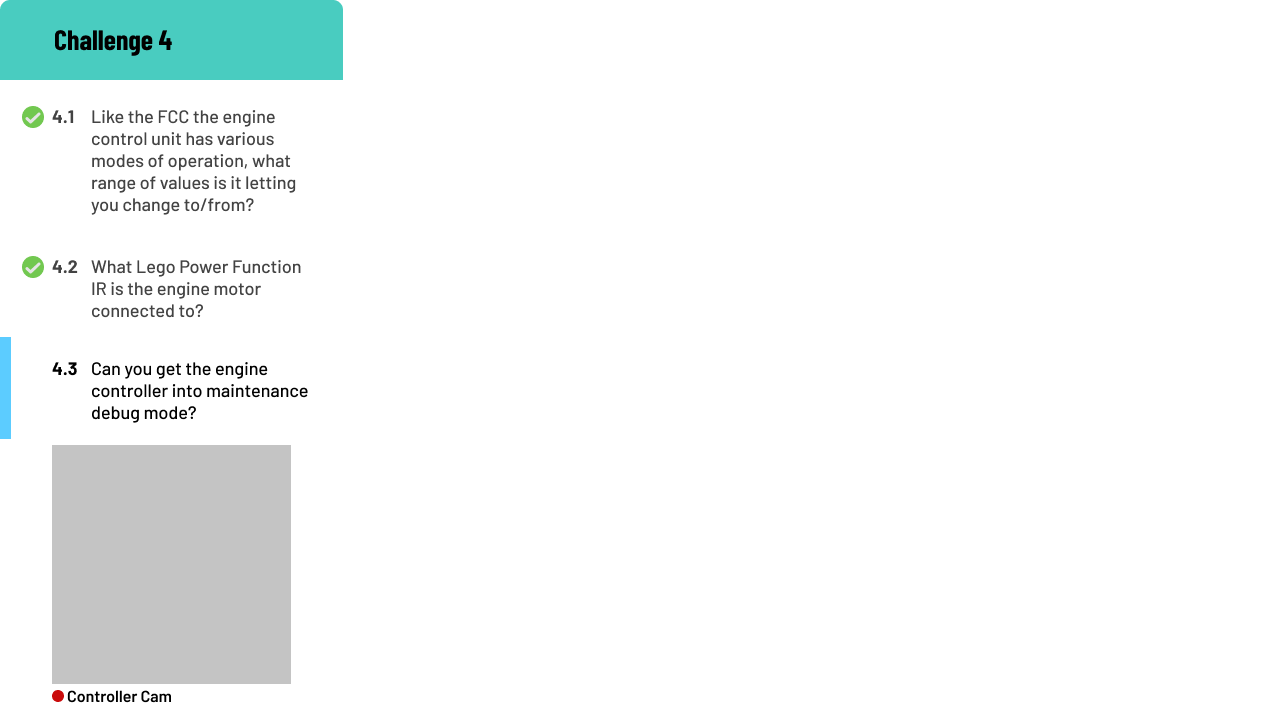 Challenge 4
4.1 Like the FCC the engine
control unit has various
modes of operation, what
range of values is it letting
you change to/from?
4.2 What Lego Power Function
IR is the engine motor
connected to?
4.3 Can you get the engine
controller into maintenance
debug mode?
Controller Cam